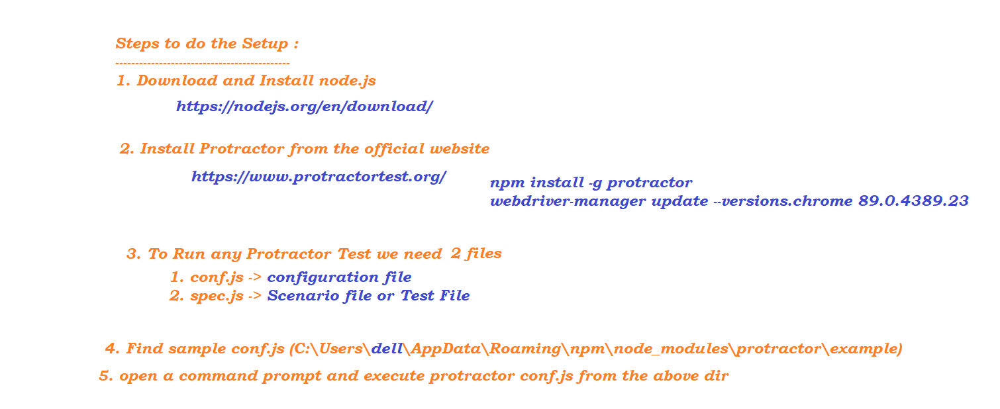 Steps to do the Setup :
--------------------------------------------
1. Download and Install node.js
https://nodejs.org/en/download/
2. Install Protractor from the official website
https://www.protractortest.org/
npm install -g protractor
webdriver-manager update --versions.chrome 89.0.4389.23
3. To Run any Protractor Test we need 2 files
1. conf.js -> configuration file
2. spec.js -> Scenario file or Test File
4. Find sample conf.js (C:\Users\dell\AppData\Roaming\npm\node_modules\protractor\example)
5. open a command prompt and execute protractor conf.js from the above dir